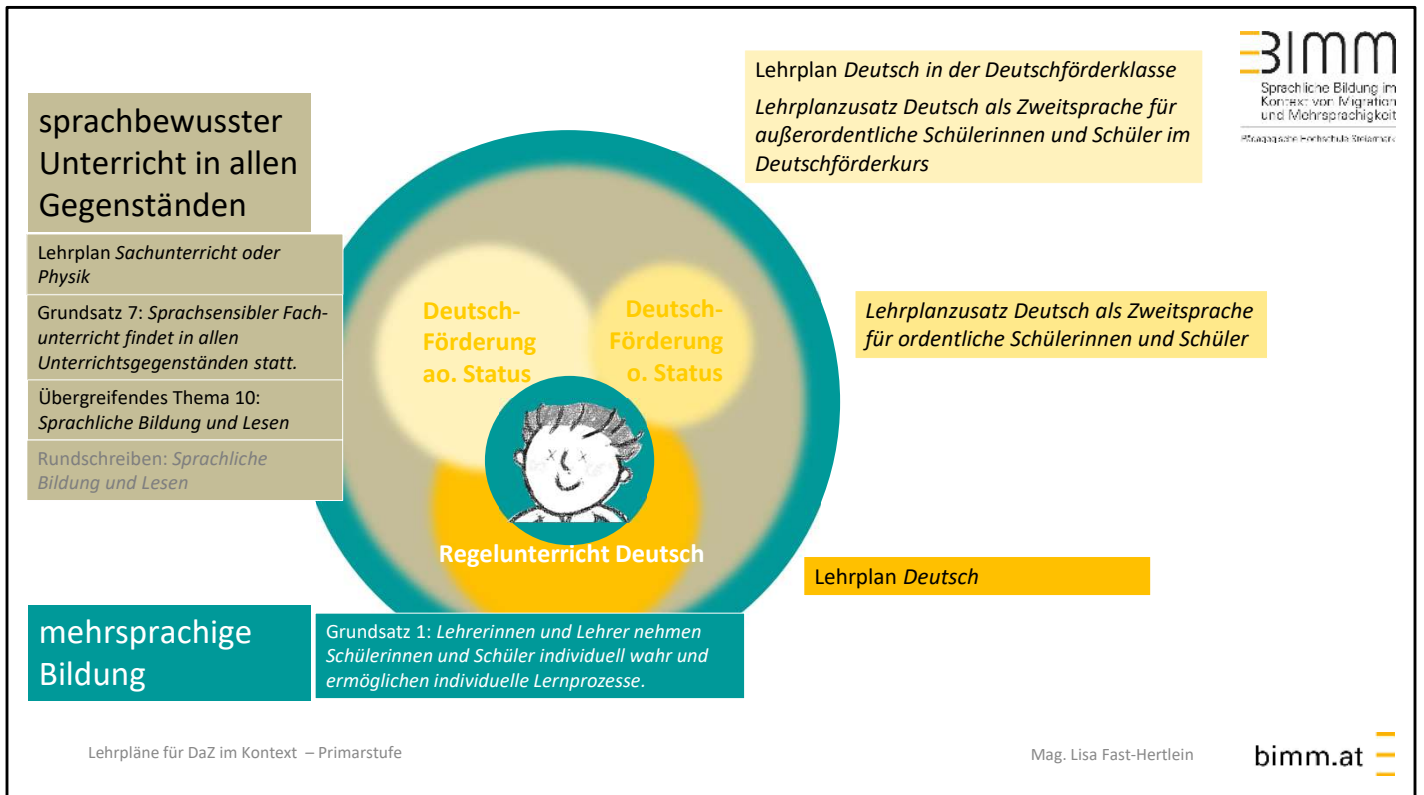 BIMM
Sprachliche Bildung im
Kontext von Migration
und Mehrsprachigkeit
Pädagogische Hochschule Steiermark
Lehrplan Deutsch in der Deutschförderklasse
Lehrplanzusatz Deutsch als Zweitsprache für
außerordentliche Schülerinnen und Schüler im
Deutschförderkurs
sprachbewusster
Unterricht in allen
Gegenständen
Lehrplan Sachunterricht oder
Physik
Grundsatz 7: Sprachsensibler Fach-
unterricht findet in allen
Unterrichtsgegenständen statt.
Übergreifendes Thema 10:
Sprachliche Bildung und Lesen
Rundschreiben: Sprachliche
Bildung und Lesen
Deutsch-
Förderung
ao. Status
Deutsch-
Förderung
o. Status
Lehrplanzusatz Deutsch als Zweitsprache
für ordentliche Schülerinnen und Schüler
Regelunterricht Deutsch
Lehrplan Deutsch
mehrsprachige
Bildung
Grundsatz 1: Lehrerinnen und Lehrer nehmen
Schülerinnen und Schüler individuell wahr und
ermöglichen individuelle Lernprozesse.
Lehrpläne für DaZ im Kontext – Primarstufe
Mag. Lisa Fast-Hertlein
bimm.at